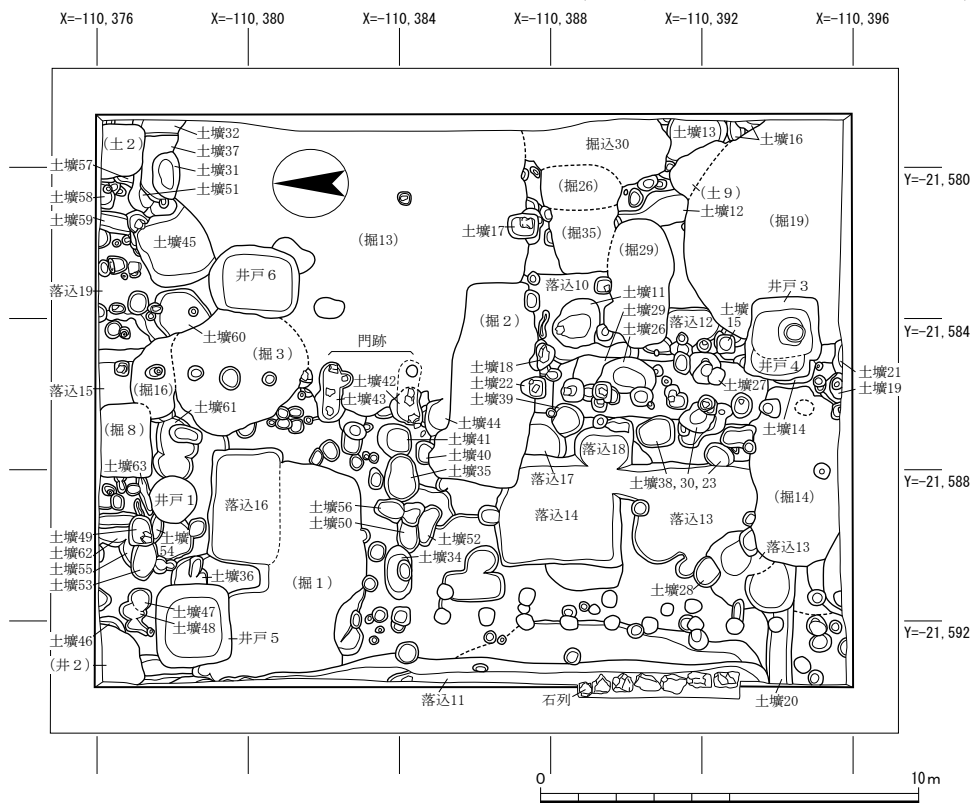 X=-110,376 X=-110,380 X=-110,384 X=-110,388 X=-110,392 X=-110,396
土壙32
土壙37
土壙31
土壙51
(土2)
土壙57
土壙58
土壙59
土壙45
落込19
井戸6
土壙60
(掘3)
落込15
(掘16)
土壙61
(掘8)
土壙63
井戸1
落込16
土壙49
土壙62
土壙55
土壙53
土壙54
土壙36
土壙47
土壙48
土壙46
(井2)
井戸5
(掘1)
(掘13)
門跡
土壙42
土壙43
土壙44
土壙41
土壙40
土壙35
土壙56
土壙50
土壙52
土壙34
落込11
(掘2)
土壙17
土壙18
土壙22
土壙39
落込17
落込14
落込18
掘込30
(掘26)
(掘35)
(掘29)
落込10
土壙11
土壙29
土壙26
土壙13
土壙16
(土9)
土壙12
(掘19)
落込12
土壙15
井戸3
井戸4
土壙27
土壙14
土壙21
土壙19
土壙38,30,23
落込13
(掘14)
落込13
土壙28
石列
土壙20
Y=-21,580
Y=-21,584
Y=-21,588
Y=-21,592
0 10m